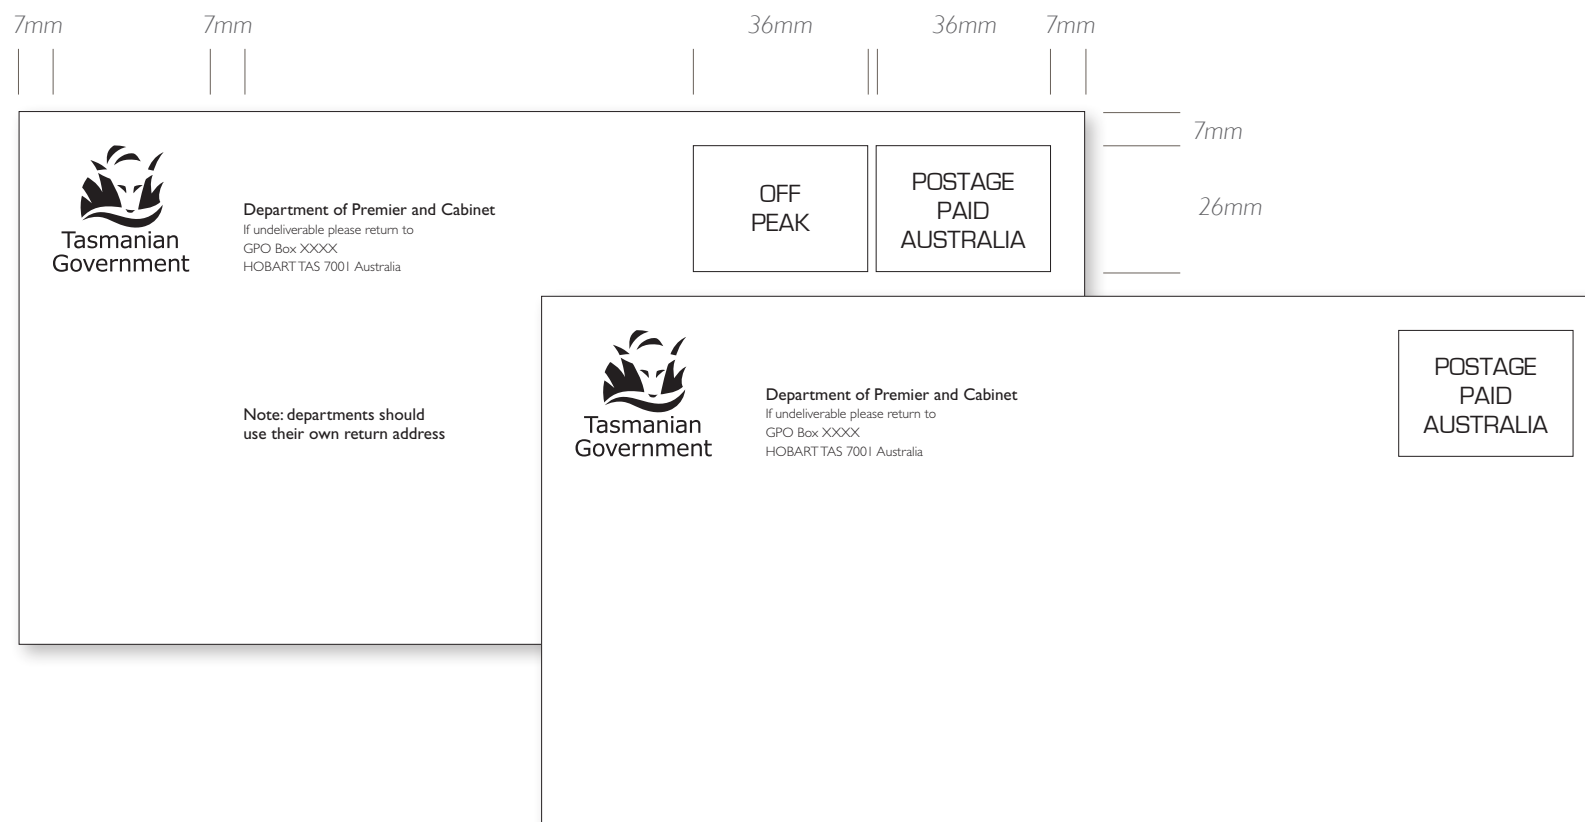 7mm
7mm
36mm
36mm
7mm
7mm
26mm
Tasmanian
Government
Department of Premier and Cabinet
If undeliverable please return to
GPO Box XXXX
HOBART TAS 7001 Australia
OFF
PEAK
POSTAGE
PAID
AUSTRALIA
Note: departments should
use their own return address
Tasmanian
Government
Department of Premier and Cabinet
If undeliverable please return to
GPO Box XXXX
HOBART TAS 7001 Australia
POSTAGE
PAID
AUSTRALIA